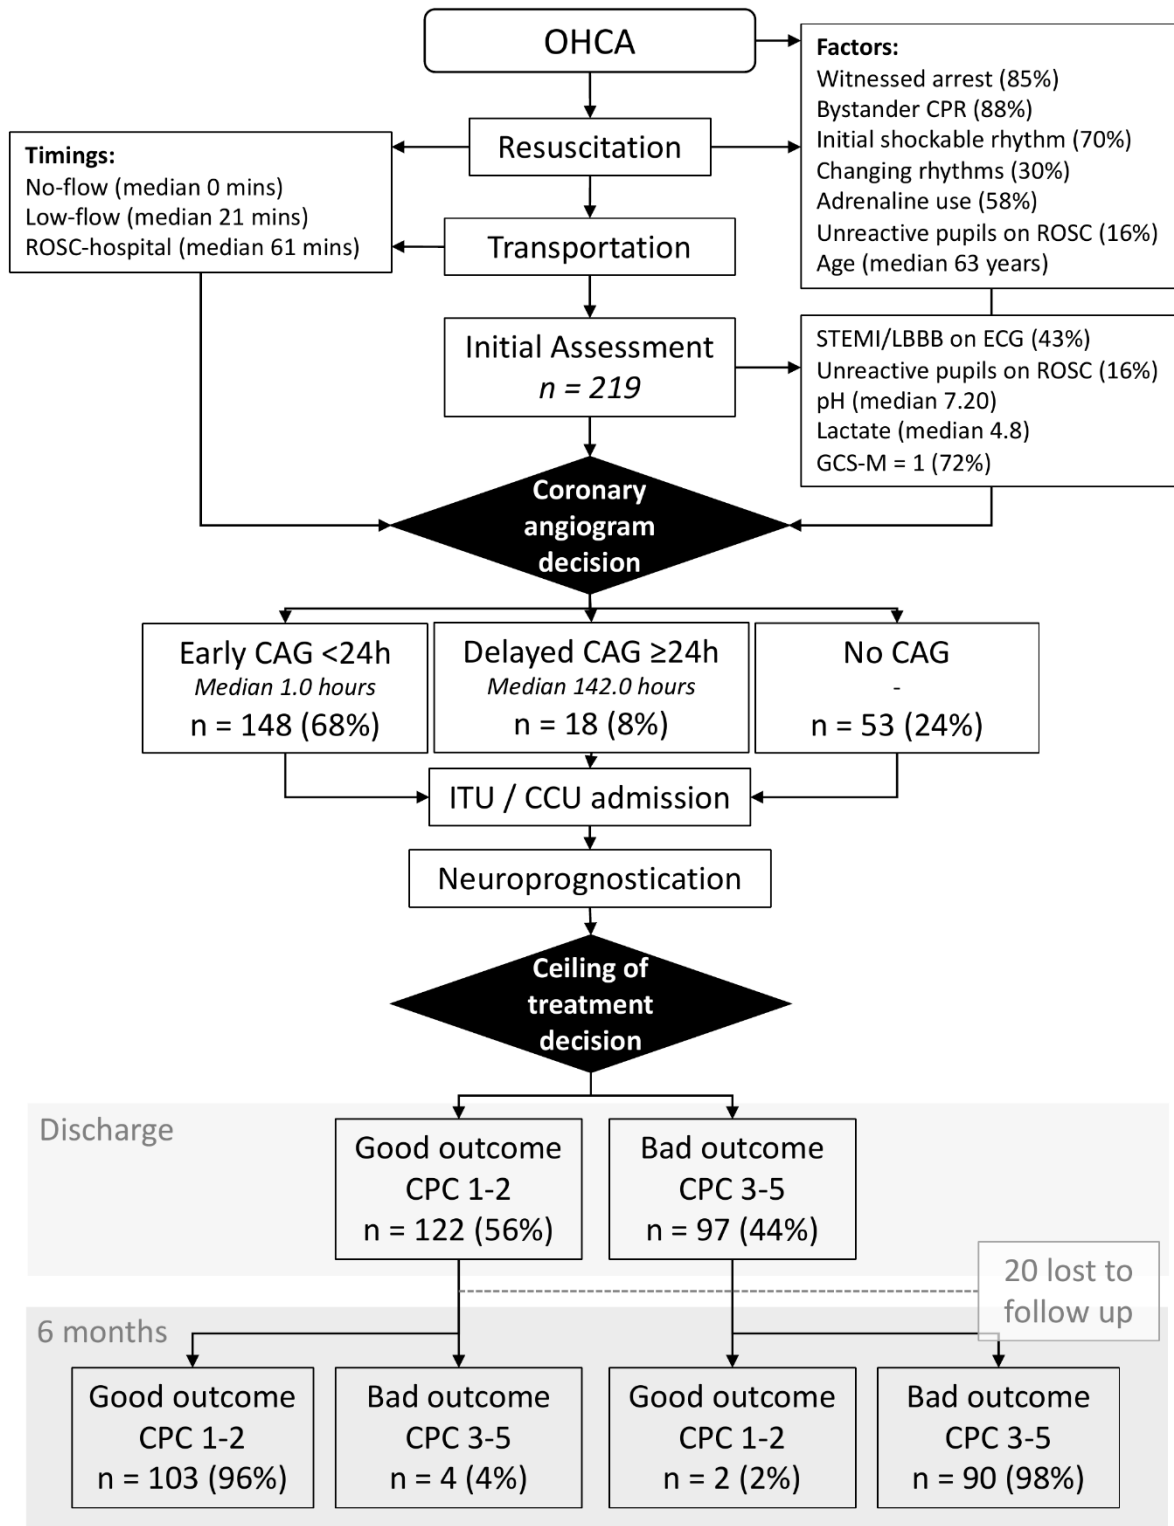 OHCA
Factors:
Witnessed arrest (85%)
Bystander CPR (88%)
Initial shockable rhythm (70%)
Changing rhythms (30%)
Adrenaline use (58%)
Unreactive pupils on ROSC (16%)
Age (median 63 years)
Resuscitation
Timings:
No-flow (median 0 mins)
Low-flow (median 21 mins)
ROSC-hospital (median 61 mins)
Transportation
Initial Assessment
n = 219
STEMI/LBBB on ECG (43%)
Unreactive pupils on ROSC (16%)
pH (median 7.20)
Lactate (median 4.8)
GCS-M = 1 (72%)
Coronary
angiogram
decision
Early CAG <24h
Median 1.0 hours
n = 148 (68%)
Delayed CAG ≥24h
Median 142.0 hours
n = 18 (8%)
No CAG
-
n = 53 (24%)
ITU / CCU admission
Neuroprognostication
Ceiling of
treatment
decision
Discharge
Good outcome
CPC 1-2
n = 122 (56%)
Bad outcome
CPC 3-5
n = 97 (44%)
20 lost to
follow up
6 months
Good outcome
CPC 1-2
n = 103 (96%)
Bad outcome
CPC 3-5
n = 4 (4%)
Good outcome
CPC 1-2
n = 2 (2%)
Bad outcome
CPC 3-5
n = 90 (98%)